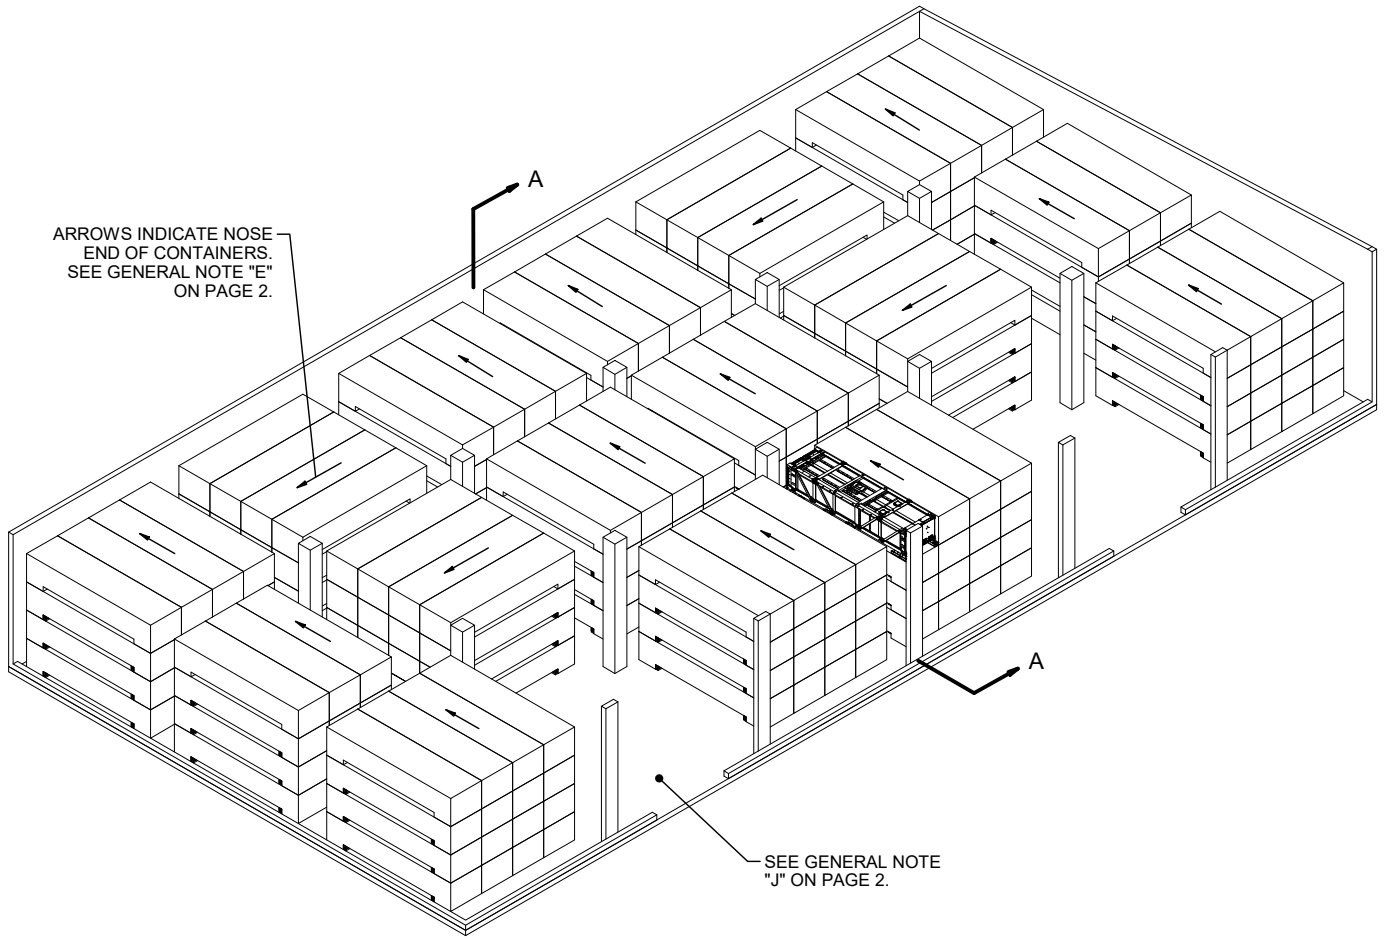 A
ARROWS INDICATE NOSE
END OF CONTAINERS.
SEE GENERAL NOTE "E"
ON PAGE 2.
A
SEE GENERAL NOTE
"J" ON PAGE 2.